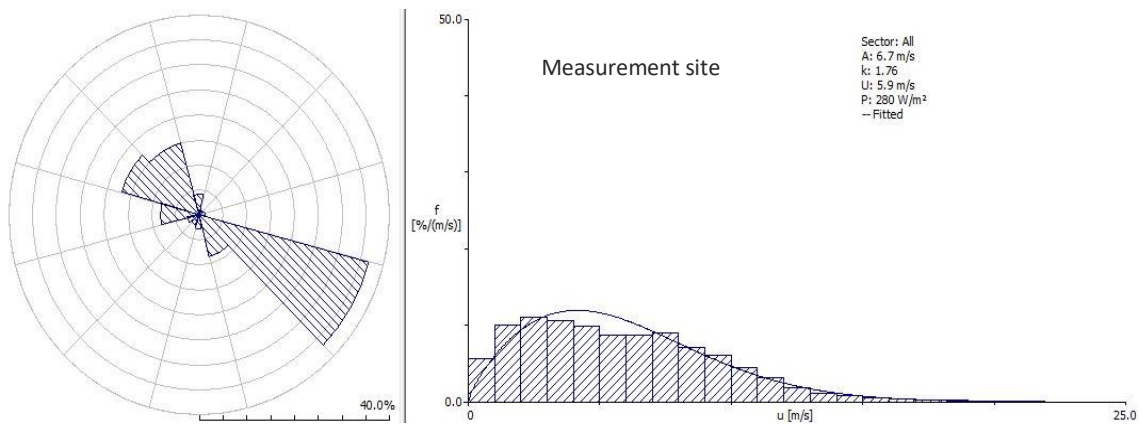 40.0%
50.0
f
[%/(m/s)]
0.0
0
u [m/s]
25.0
Measurement site
Sector: All
A: 6.7 m/s
k: 1.76
U: 5.9 m/s
P: 280 W/m²
-- Fitted